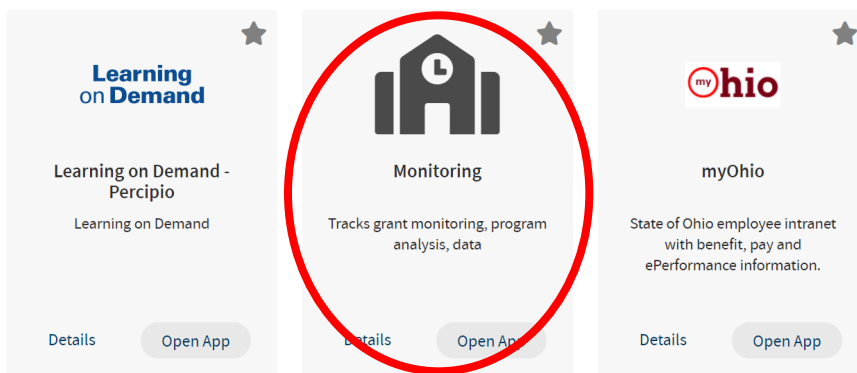 Learning
on Demand
Learning on Demand -
Percipio
Learning on Demand
Details
Open App
Monitoring
Tracks grant monitoring, program
analysis, data
Details
Open App
my
Ohio
myOhio
State of Ohio employee intranet
with benefit, pay and
ePerformance information.
Details
Open App